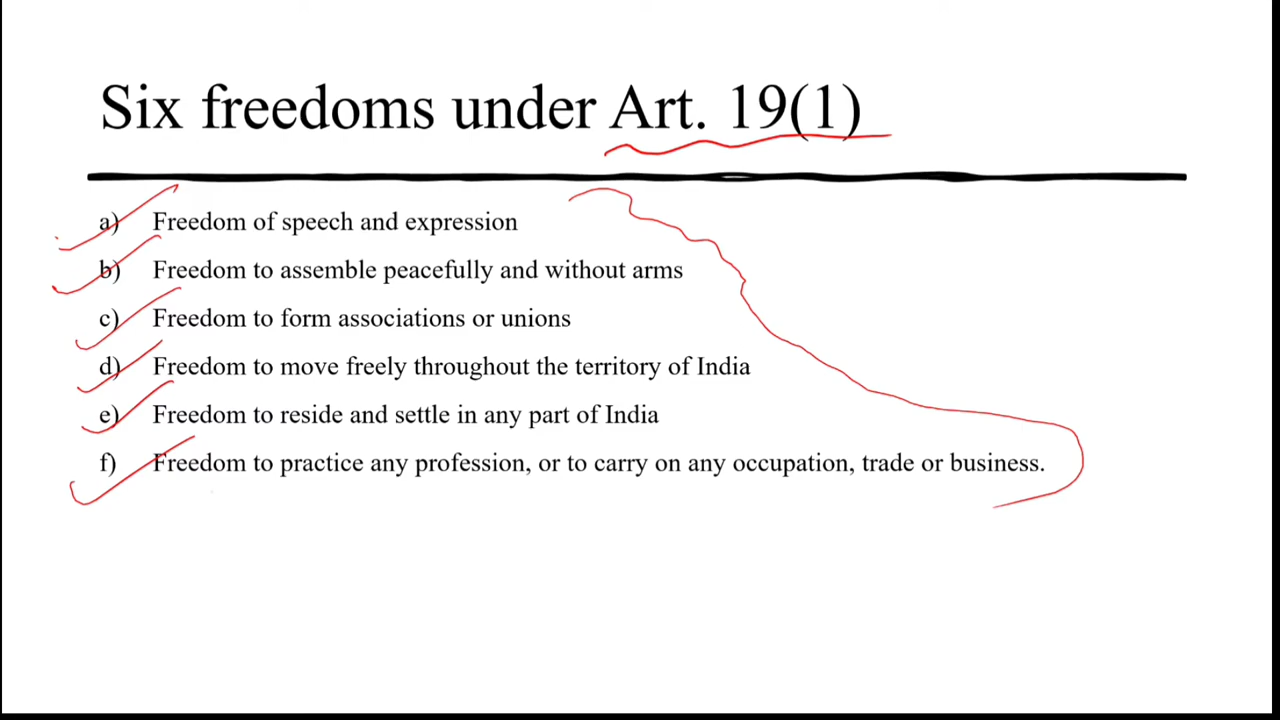 Six freedoms under Art. 19(1)
a) Freedom of speech and expression
b) Freedom to assemble peacefully and without arms
c) Freedom to form associations or unions
d) Freedom to move freely throughout the territory of India
e) Freedom to reside and settle in any part of India
f) Freedom to practice any profession, or to carry on any occupation, trade or business.